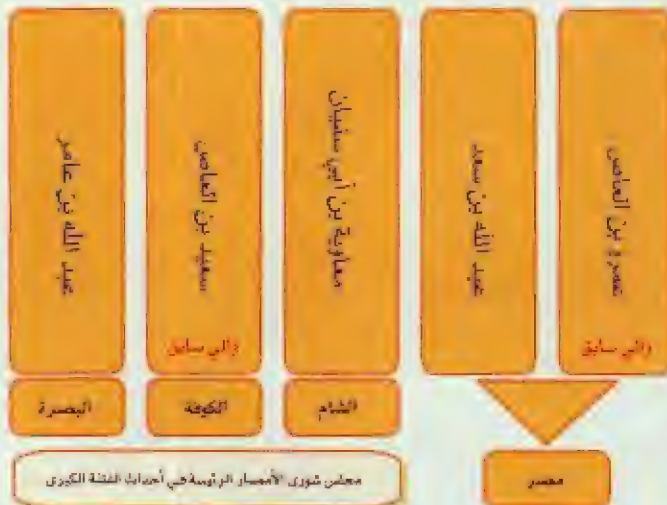 عمرو بن العاص
والي سابق
عبد الله بن سعد
معاوية بن أبي سفيان
سعيد بن العاص
والي سابق
عبد الله بن عامر
مصر
الشام
الكوفة
البصرة
مجلس شورى الأمصار الرئيسة في أحداث الفتنة الكبرى